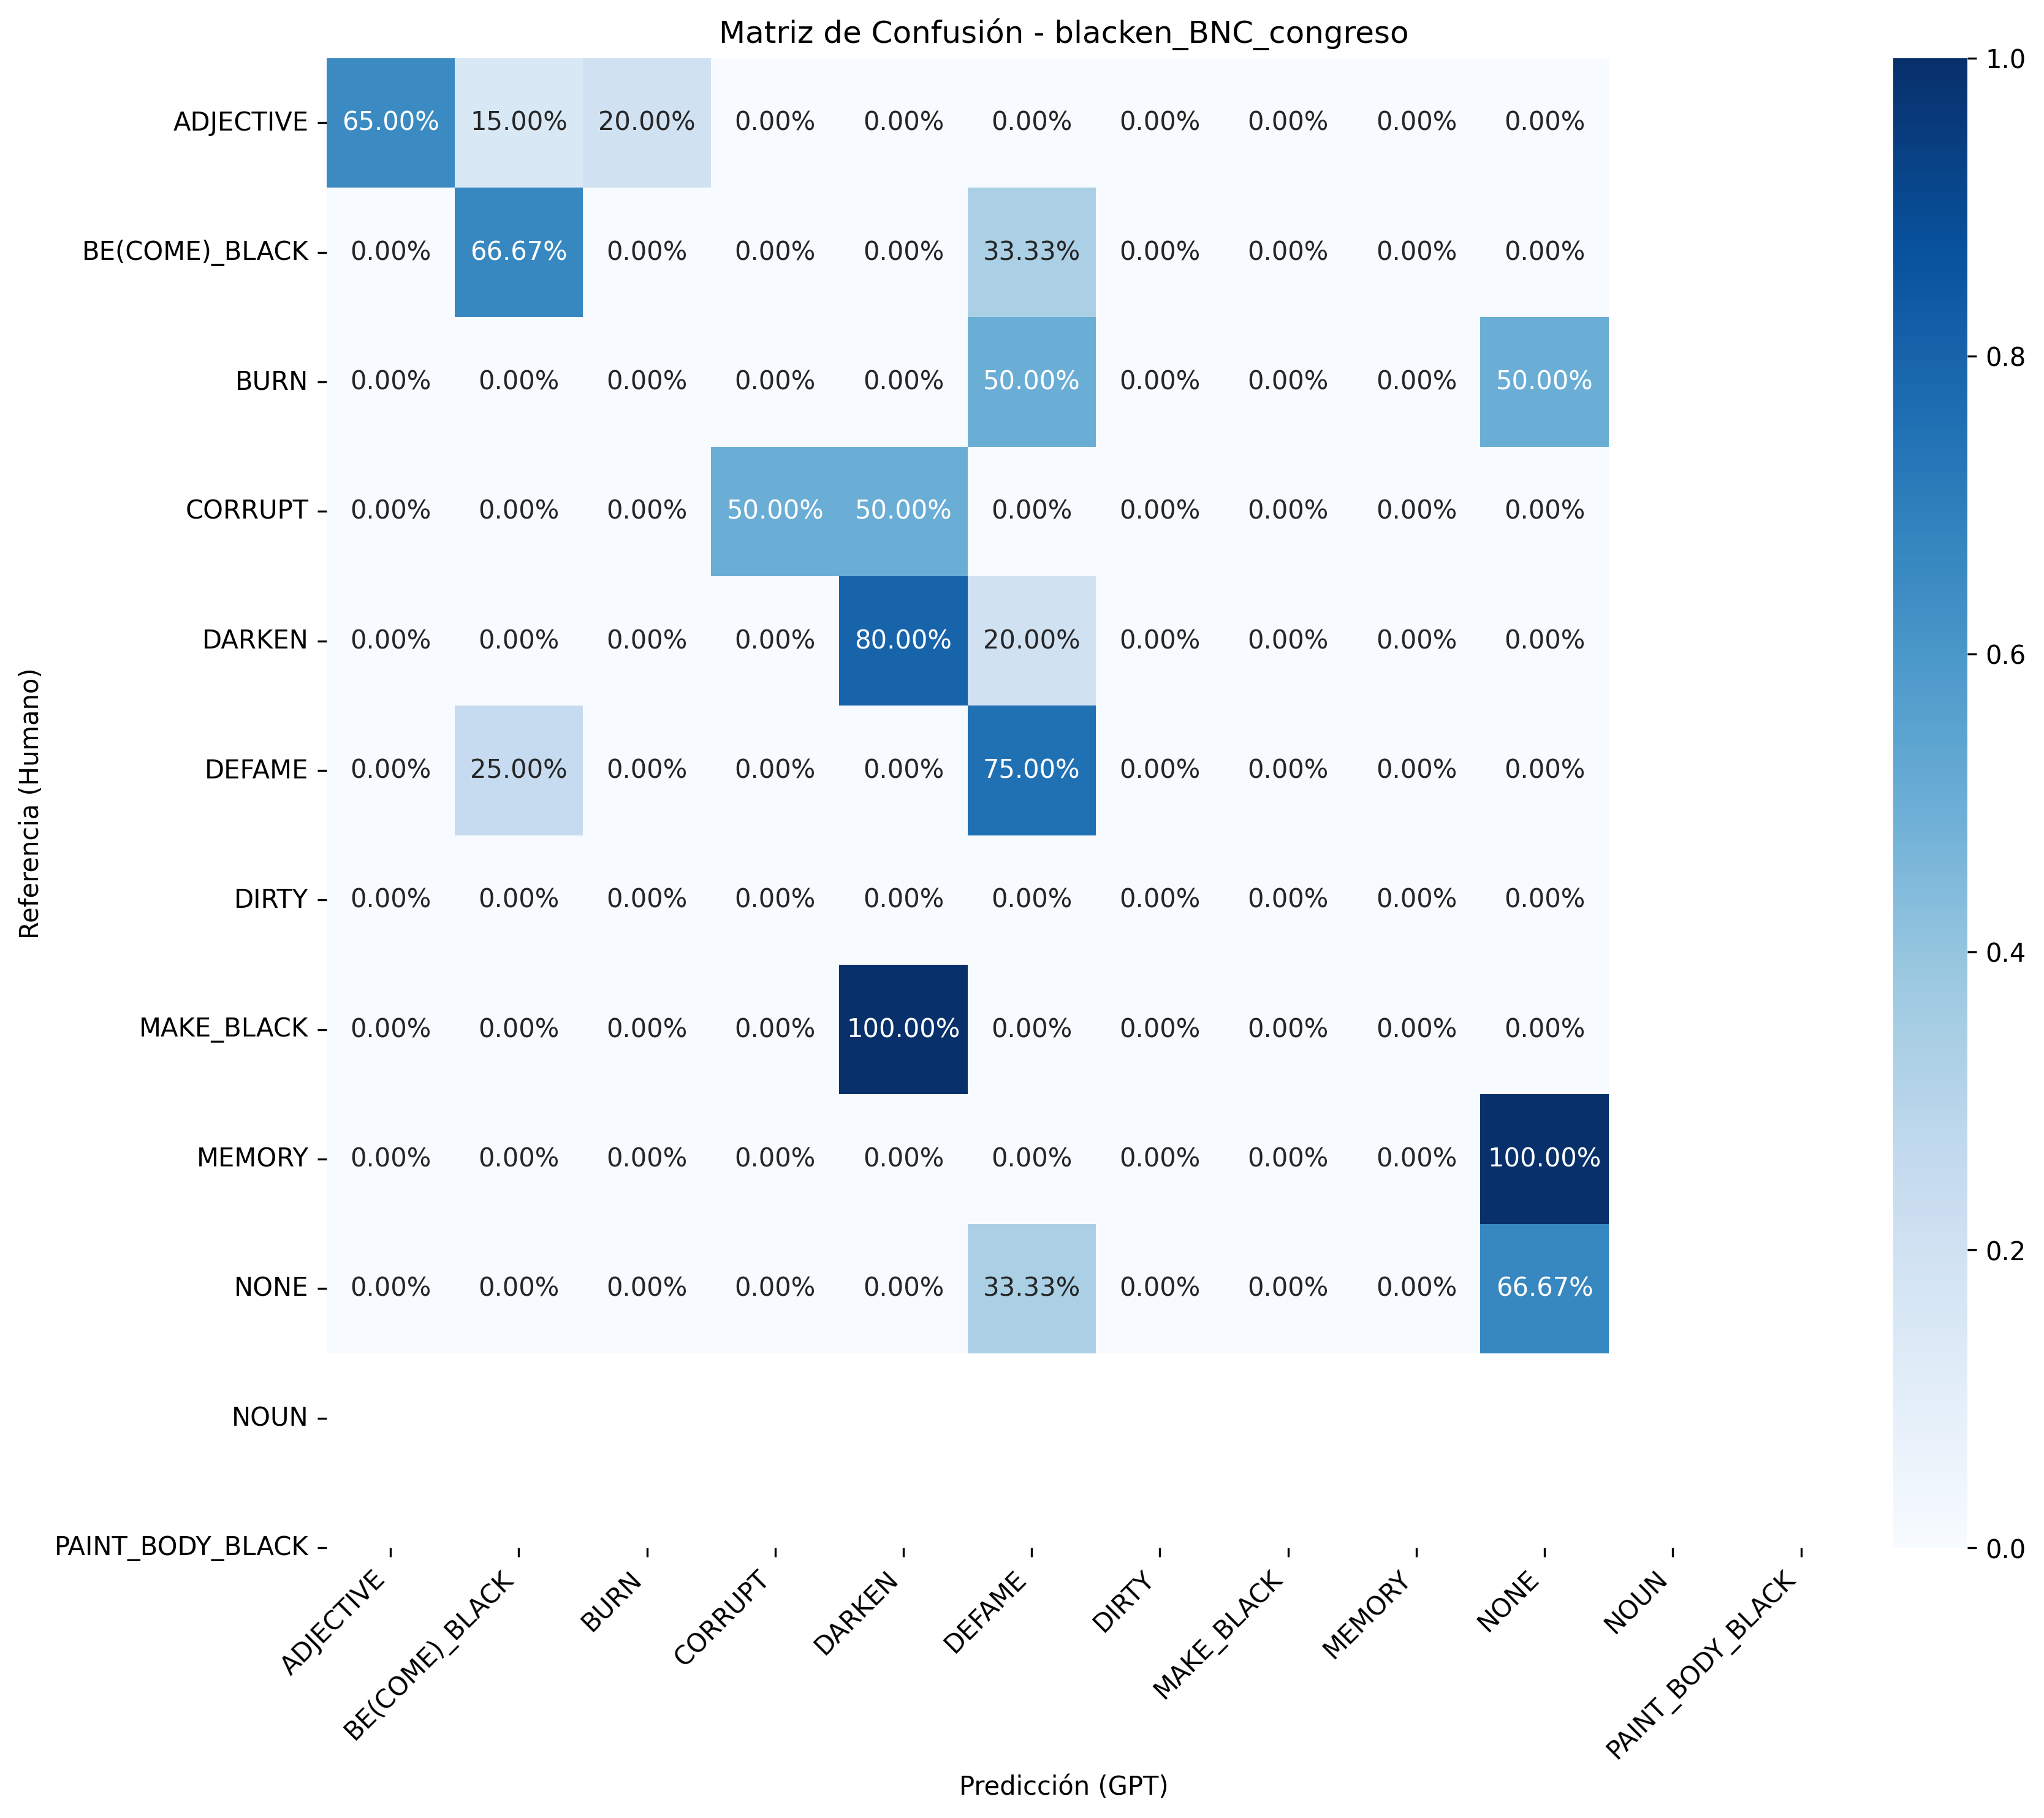 Matriz de Confusión - blacken_BNC_congreso
ADJECTIVE 65.00% 15.00% 20.00% 0.00% 0.00% 0.00% 0.00% 0.00% 0.00% 0.00%
BE(COME)_BLACK 0.00% 66.67% 0.00% 0.00% 0.00% 33.33% 0.00% 0.00% 0.00% 0.00%
BURN 0.00% 0.00% 0.00% 0.00% 0.00% 50.00% 0.00% 0.00% 0.00% 50.00%
CORRUPT 0.00% 0.00% 0.00% 50.00% 50.00% 0.00% 0.00% 0.00% 0.00% 0.00%
DARKEN 0.00% 0.00% 0.00% 0.00% 80.00% 20.00% 0.00% 0.00% 0.00% 0.00%
DEFAME 0.00% 25.00% 0.00% 0.00% 0.00% 75.00% 0.00% 0.00% 0.00% 0.00%
DIRTY 0.00% 0.00% 0.00% 0.00% 0.00% 0.00% 0.00% 0.00% 0.00% 0.00%
MAKE_BLACK 0.00% 0.00% 0.00% 0.00% 100.00% 0.00% 0.00% 0.00% 0.00% 0.00%
MEMORY 0.00% 0.00% 0.00% 0.00% 0.00% 0.00% 0.00% 0.00% 0.00% 100.00%
NONE 0.00% 0.00% 0.00% 0.00% 0.00% 33.33% 0.00% 0.00% 0.00% 66.67%
NOUN
PAINT_BODY_BLACK
Referencia (Humano)
ADJECTIVE
BE(COME)_BLACK
BURN
CORRUPT
DARKEN
DEFAME
DIRTY
MAKE_BLACK
MEMORY
NONE
NOUN
PAINT_BODY_BLACK
Predicción (GPT)
1.0
0.8
0.6
0.4
0.2
0.0